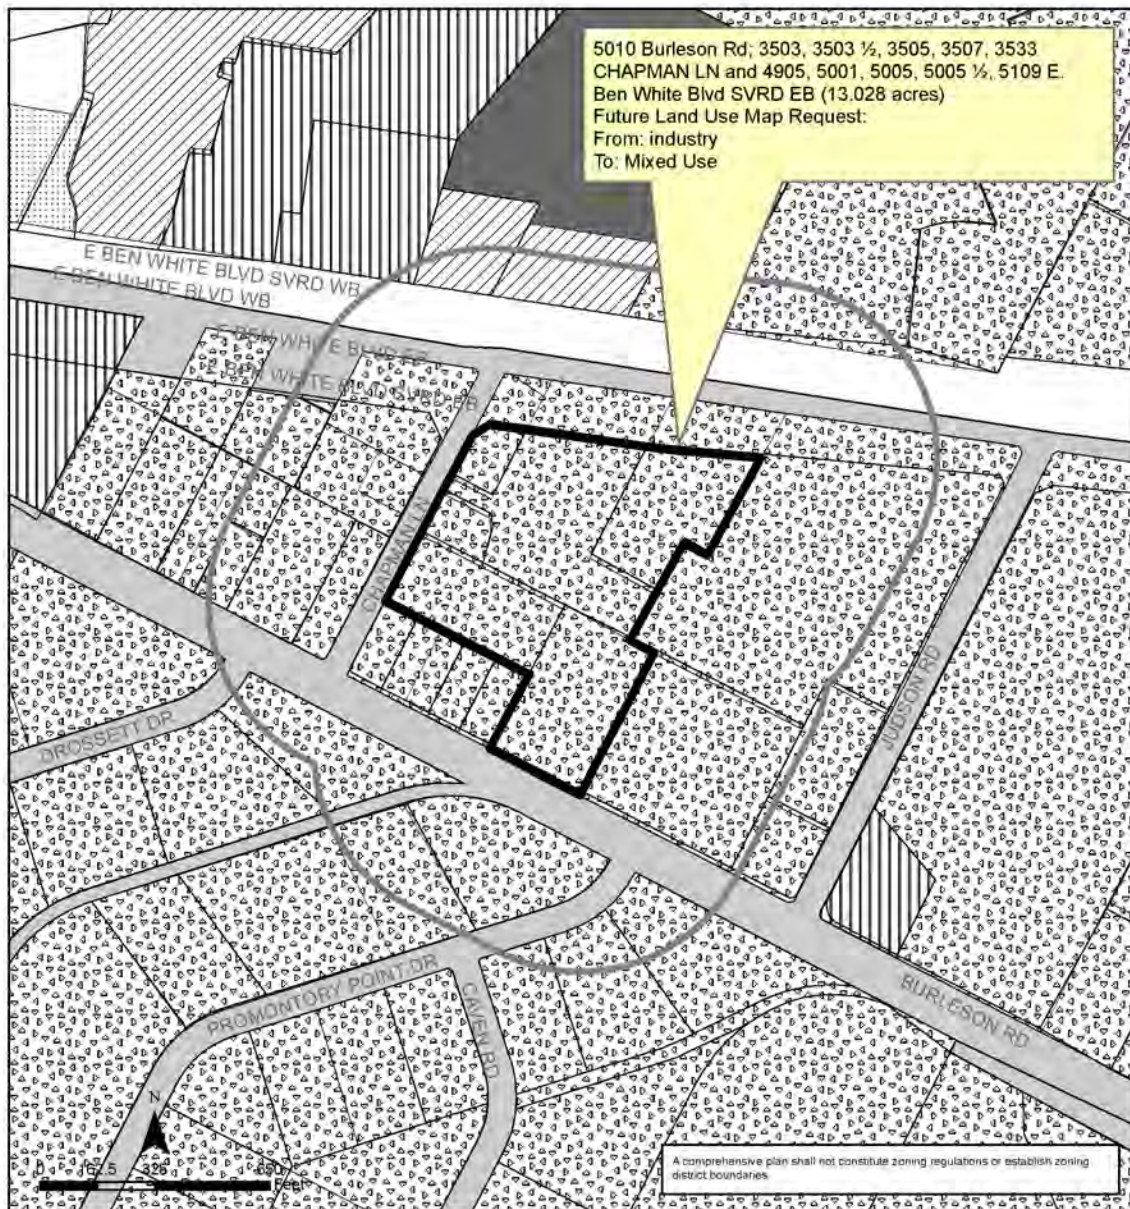 5010 Burleson Rd; 3503, 3503 ½, 3505, 3507, 3533
CHAPMAN LN and 4905, 5001, 5005, 5005 ½, 5109 E.
Ben White Blvd SVRD EB (13.028 acres)
Future Land Use Map Request:
From: industry
To: Mixed Use
E BEN WHITE BLVD SVRD WB
E BEN WHITE BLVD WB
E BEN WHITE BLVD EB
E BEN WHITE BLVD SVRD EB
CHAPMAN LN
JUDSON RD
DROSSETT DR
PROMONTORY POINT DR
CAVEN RD
BURLESON RD
N
0 162.5 325 650
Feet
A comprehensive plan shall not constitute zoning regulations or establish zoning
district boundaries.